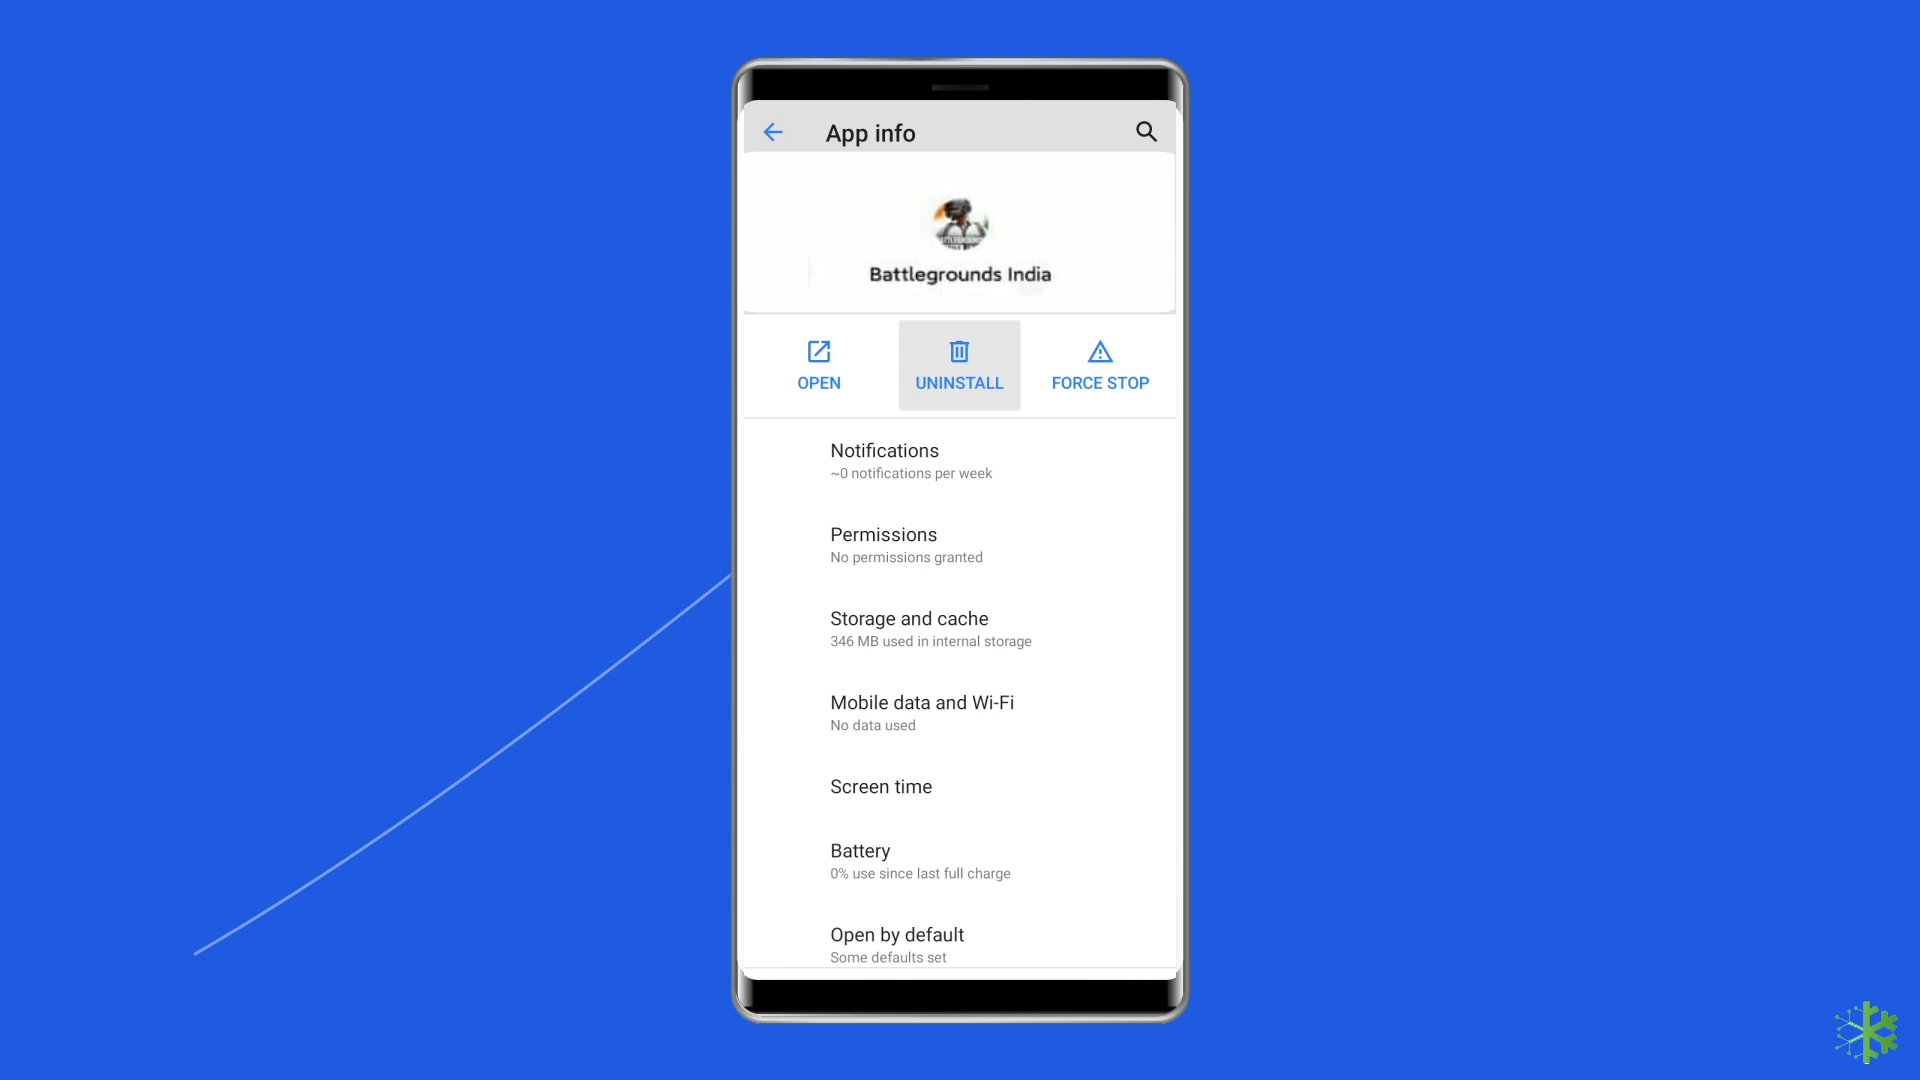 App info
Battlegrounds India
OPEN
UNINSTALL
FORCE STOP
Notifications
~0 notifications per week
Permissions
No permissions granted
Storage and cache
346 MB used in internal storage
Mobile data and Wi-Fi
No data used
Screen time
Battery
0% use since last full charge
Open by default
Some defaults set